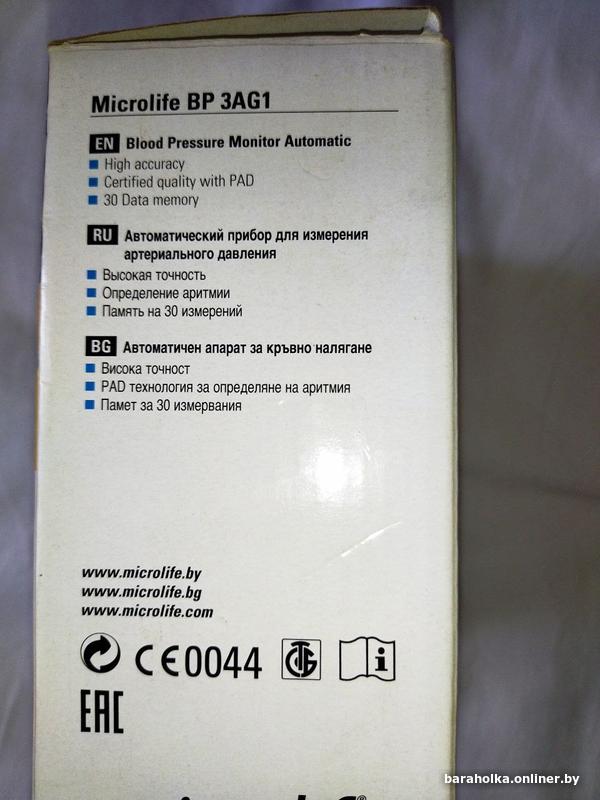 Microlife BP 3AG1
EN Blood Pressure Monitor Automatic
High accuracy
Certified quality with PAD
30 Data memory
RU Автоматический прибор для измерения
артериального давления
Высокая точность
Определение аритмии
Память на 30 измерений
BG Автоматичен апарат за кръвно налягане
Висока точност
PAD технология за определяне на аритмия
Памет за 30 измервания
www.microlife.by
www.microlife.bg
www.microlife.com
CE0044
i
EAC
baraholka.onliner.by